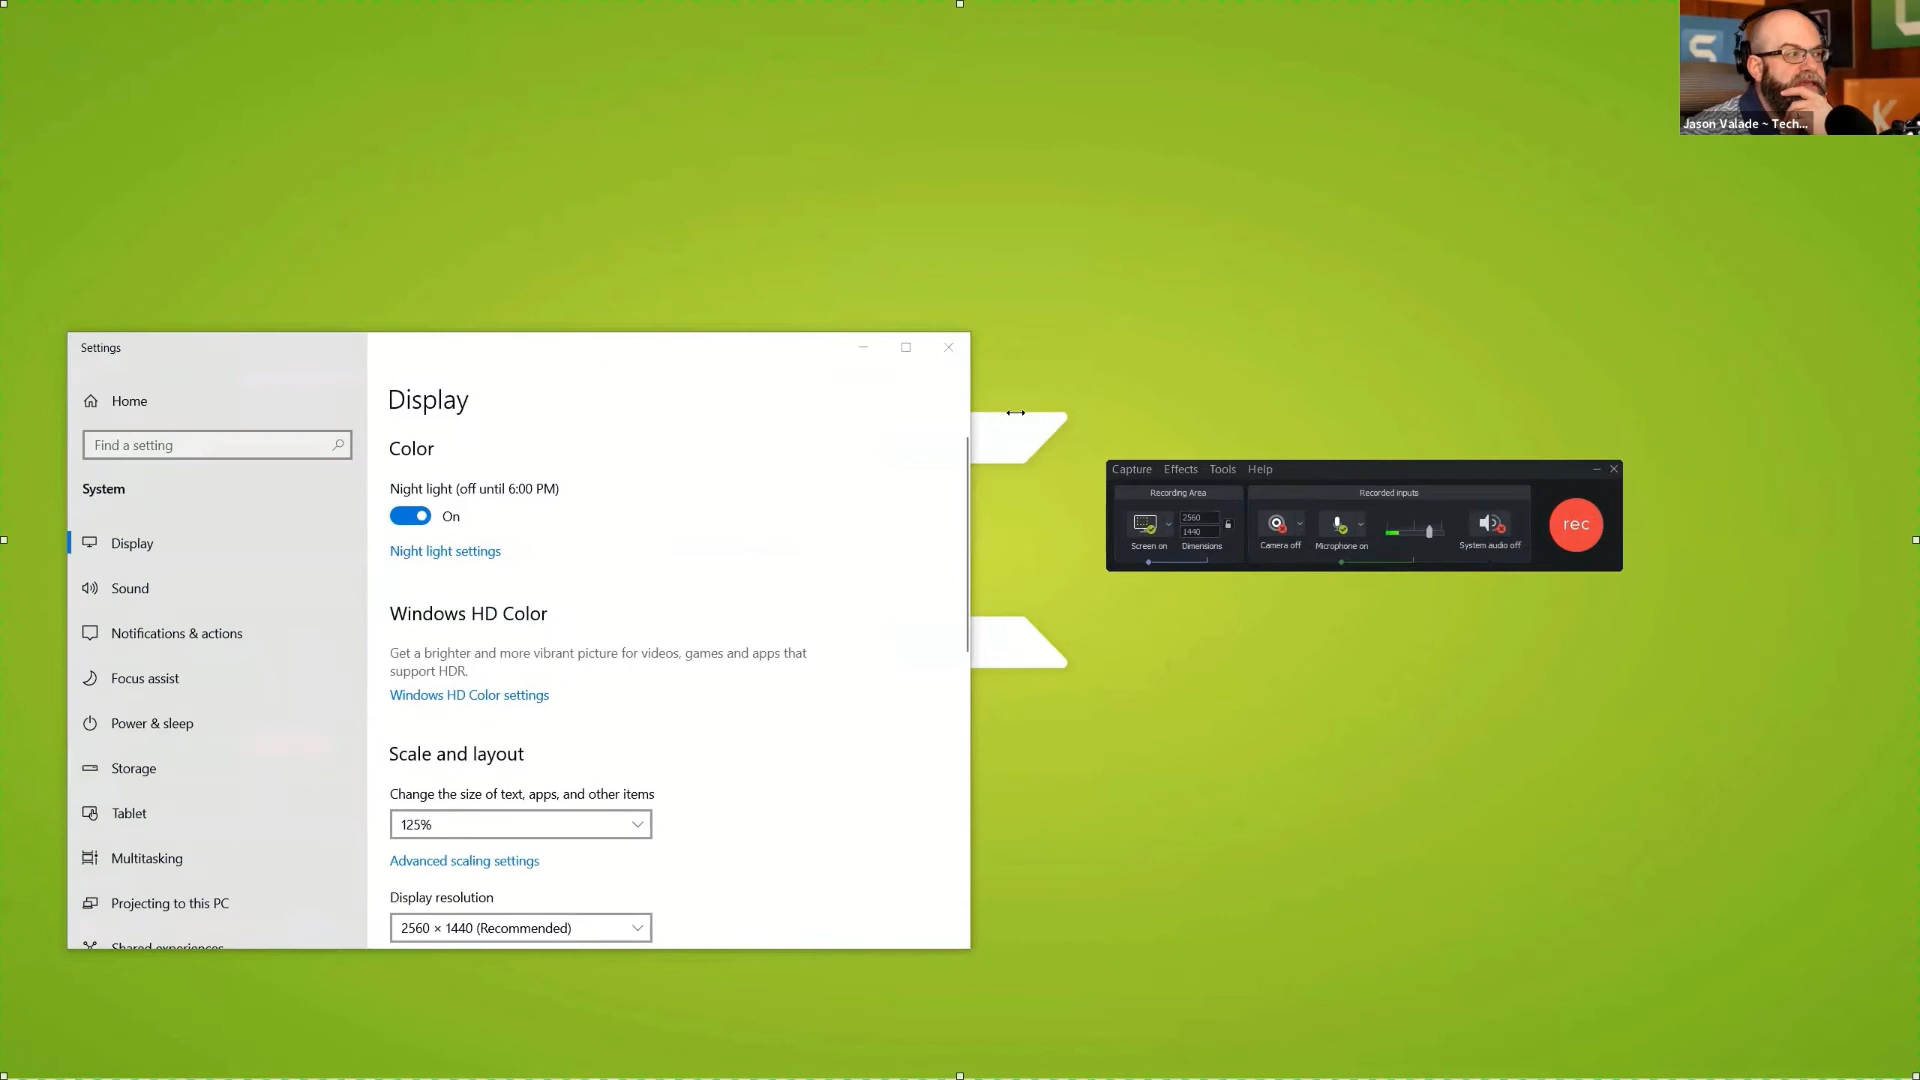 Jason Valade ~ Tech...
Settings
Home
Find a setting
System
Display
Sound
Notifications & actions
Focus assist
Power & sleep
Storage
Tablet
Multitasking
Projecting to this PC
Shared experiences
Display
Color
Night light (off until 6:00 PM)
On
Night light settings
Windows HD Color
Get a brighter and more vibrant picture for videos, games and apps that
support HDR.
Windows HD Color settings
Scale and layout
Change the size of text, apps, and other items
125%
Advanced scaling settings
Display resolution
2560 × 1440 (Recommended)
Capture Effects Tools Help
Recording Area
Recorded inputs
2560
1440
Screen on
Dimensions
Camera off
Microphone on
System audio off
rec
S
K